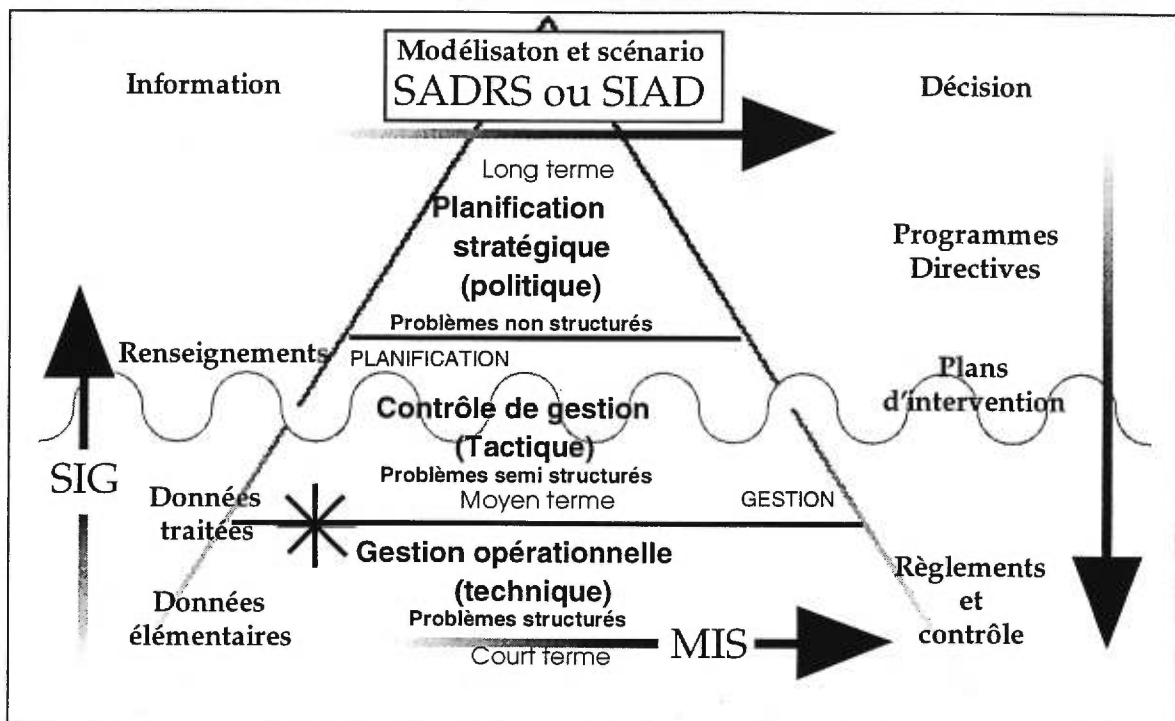 Modélisaton et scénario
SADRS ou SIAD
Information
Décision
Long terme
Planification
stratégique
(politique)
Programmes
Directives
Problèmes non structurés
Renseignements
PLANIFICATION
Plans
d'intervention
Contrôle de gestion
(Tactique)
Problèmes semi structurés
Moyen terme
GESTION
SIG
Données
traitées
Gestion opérationnelle
(technique)
Problèmes structurés
Court terme
MIS
Données
élémentaires
Règlements
et
contrôle